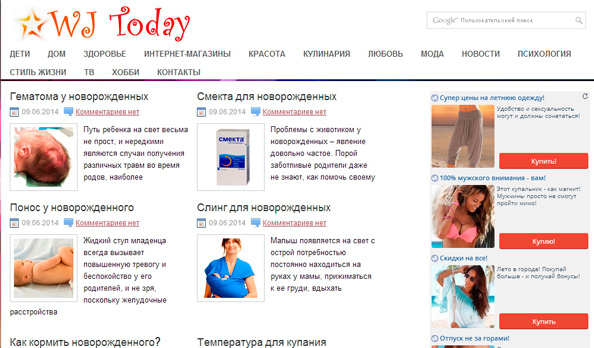 WJ Today
Google™ Пользовательский поиск
ДЕТИ ДОМ ЗДОРОВЬЕ ИНТЕРНЕТ-МАГАЗИНЫ КРАСОТА КУЛИНАРИЯ ЛЮБОВЬ МОДА НОВОСТИ ПСИХОЛОГИЯ
СТИЛЬ ЖИЗНИ ТВ ХОББИ КОНТАКТЫ
Гематома у новорожденных
09.06.2014 Комментариев нет
Путь ребенка на свет весьма
не прост, и нередкими
являются случаи получения
различных травм во время
родов, наиболее
Смекта для новорожденных
09.06.2014 Комментариев нет
СМЕКТА
Проблемы с животиком у
новорожденных – явление
довольно частое. Порой
заботливые родители даже
не знают, как помочь своему
Понос у новорожденного
09.06.2014 Комментариев нет
Жидкий стул младенца
всегда вызывает
повышенную тревогу и
беспокойство у его
родителей, и не зря,
поскольку желудочные
расстройства
Слинг для новорожденных
09.06.2014 Комментариев нет
Малыш появляется на свет с
острой потребностью
постоянно находиться на
руках у мамы, прижиматься
к ее груди, вдыхать
Как кормить новорожденного?
Температура для купания
Супер цены на летнюю одежду!
Удобство и сексуальность
могут и должны сочетаться!
Купить!
100% мужского внимания - вам!
Этот купальник - как магнит!
Мужчины просто не смогут
пройти мимо!
Куплю!
Скидки на все!
Лето в городе! Покупай
больше - и получай бонусы!
Купить
Отпуск не за горами!